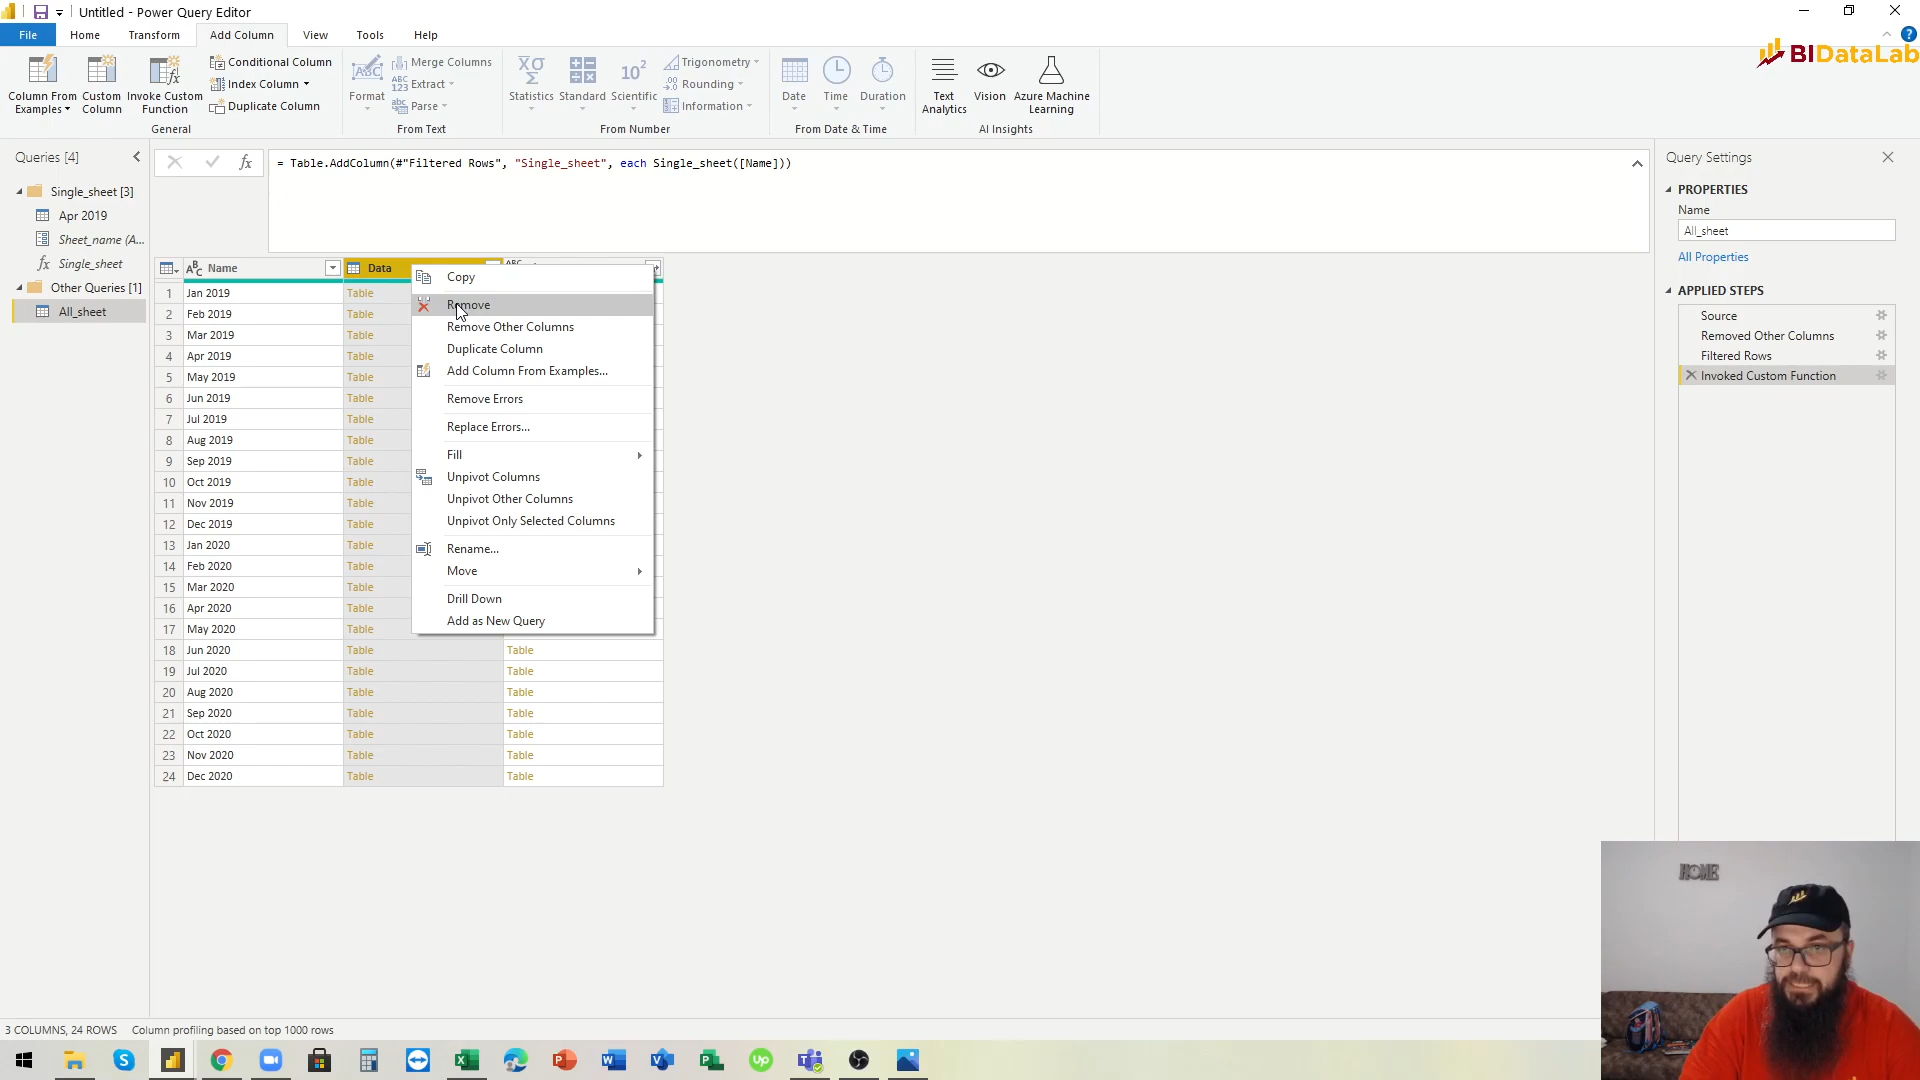 Untitled - Power Query Editor
File Home Transform Add Column View Tools Help
BIDataLab
Column From Examples
Custom Column
Invoke Custom Function
Conditional Column
Index Column
Duplicate Column
General
Format
Merge Columns
Extract
Parse
From Text
Statistics
Standard
Scientific
Trigonometry
Rounding
Information
From Number
Date
Time
Duration
From Date & Time
Text Analytics
Vision
Azure Machine Learning
AI Insights
Queries [4]
Single_sheet [3]
Apr 2019
Sheet_name (A...
Single_sheet
Other Queries [1]
All_sheet
= Table.AddColumn(#"Filtered Rows", "Single_sheet", each Single_sheet([Name]))
Name Data
1 Jan 2019 Table
2 Feb 2019 Table
3 Mar 2019 Table
4 Apr 2019 Table
5 May 2019 Table
6 Jun 2019 Table
7 Jul 2019 Table
8 Aug 2019 Table
9 Sep 2019 Table
10 Oct 2019 Table
11 Nov 2019 Table
12 Dec 2019 Table
13 Jan 2020 Table
14 Feb 2020 Table
15 Mar 2020 Table
16 Apr 2020 Table
17 May 2020 Table
18 Jun 2020 Table Table
19 Jul 2020 Table Table
20 Aug 2020 Table Table
21 Sep 2020 Table Table
22 Oct 2020 Table Table
23 Nov 2020 Table Table
24 Dec 2020 Table Table
Copy
Remove
Remove Other Columns
Duplicate Column
Add Column From Examples...
Remove Errors
Replace Errors...
Fill
Unpivot Columns
Unpivot Other Columns
Unpivot Only Selected Columns
Rename...
Move
Drill Down
Add as New Query
Query Settings
PROPERTIES
Name
All_sheet
All Properties
APPLIED STEPS
Source
Removed Other Columns
Filtered Rows
Invoked Custom Function
HOME
3 COLUMNS, 24 ROWS Column profiling based on top 1000 rows